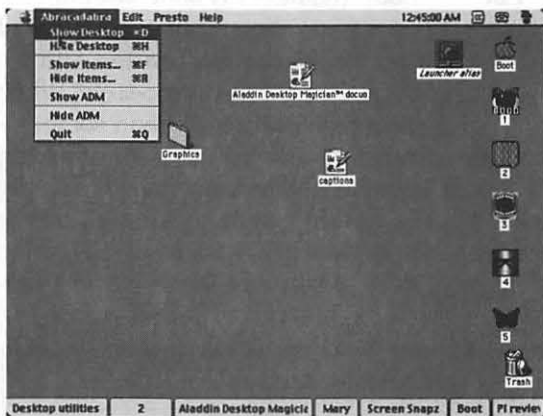 Abracadabra Edit Presto Help 12:45:00 AM
Show Desktop ⌘D
Hide Desktop ⌘H
Show Items... ⌘F
Hide Items... ⌘R
Show ADM
Hide ADM
Quit ⌘Q
Launcher alias
Boot
Aladdin Desktop Magician™ docus
1
Graphics
captions
2
3
4
5
Trash
Desktop utilities 2 Aladdin Desktop Magicia Mary Screen Snapz Boot PI review